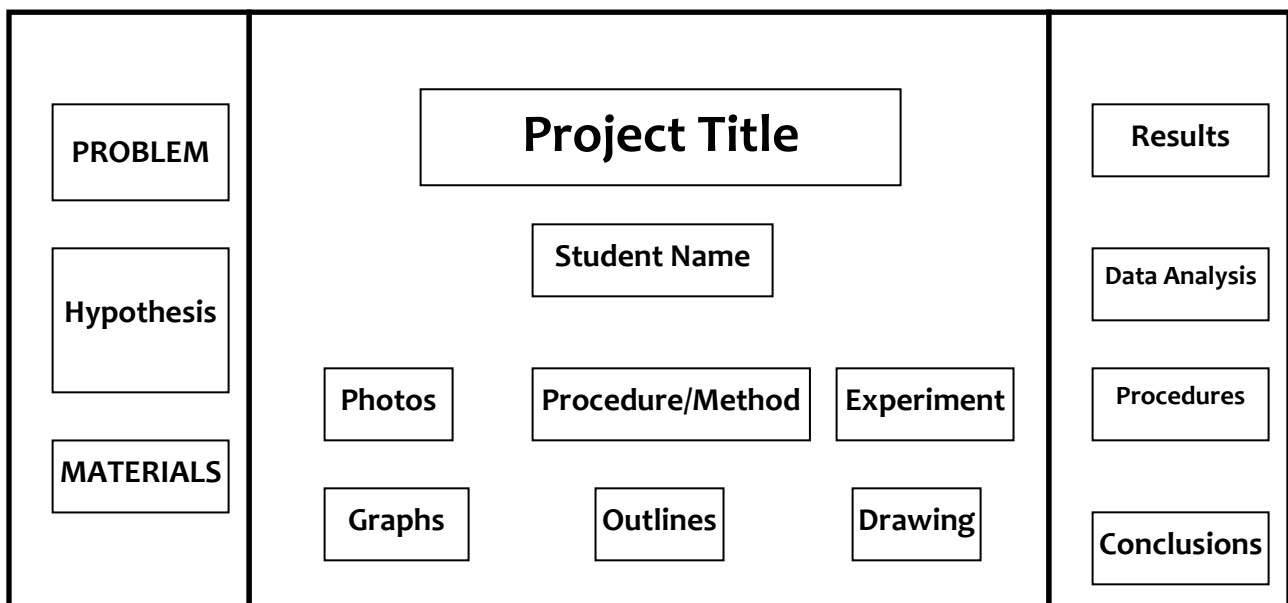 PROBLEM
Hypothesis
MATERIALS
Project Title
Student Name
Photos
Procedure/Method
Experiment
Graphs
Outlines
Drawing
Results
Data Analysis
Procedures
Conclusions